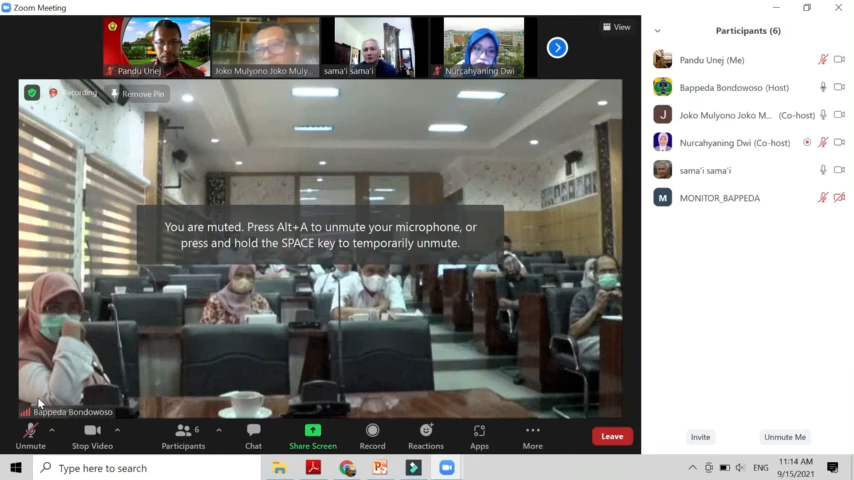 Zoom Meeting
View
Pandu Unej
Joko Mulyono Joko Muly...
sama'i sama'i
Nurcahyaning Dwi
Recording
Remove Pin
You are muted. Press Alt+A to unmute your microphone, or
press and hold the SPACE key to temporarily unmute.
Bappeda Bondowoso
Unmute
Stop Video
6
Participants
Chat
Share Screen
Record
Reactions
Apps
More
Leave
Participants (6)
Pandu Unej (Me)
Bappeda Bondowoso (Host)
J
Joko Mulyono Joko M... (Co-host)
Nurcahyaning Dwi (Co-host)
sama'i sama'i
M
MONITOR_BAPPEDA
Invite
Unmute Me
Type here to search
ENG
11:14 AM
9/15/2021